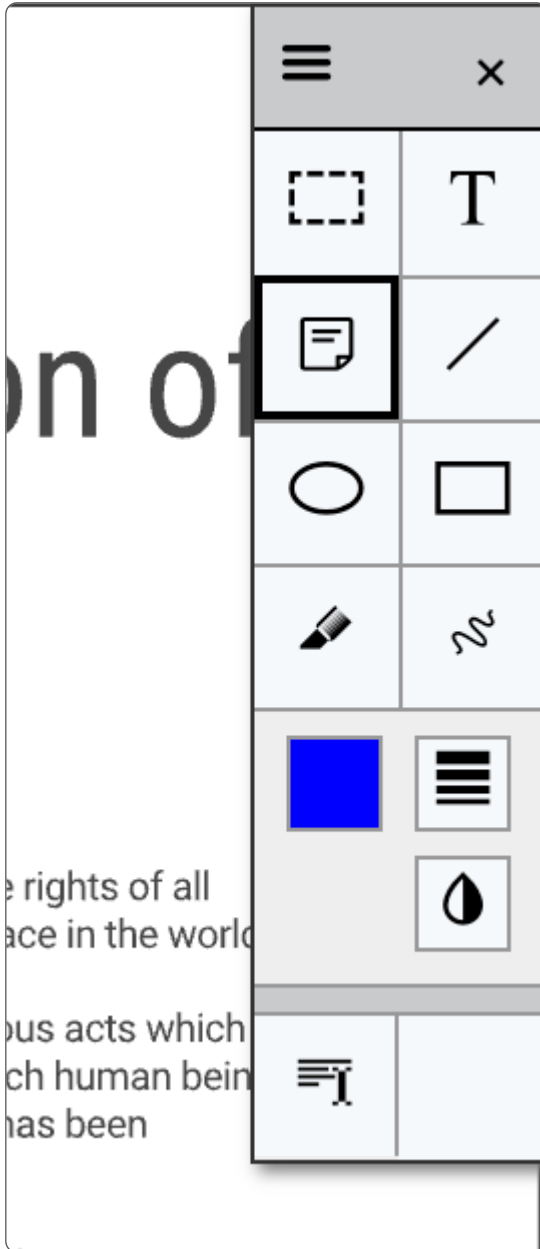 on of
e rights of all
ace in the world
ous acts which
ch human bein
has been
T